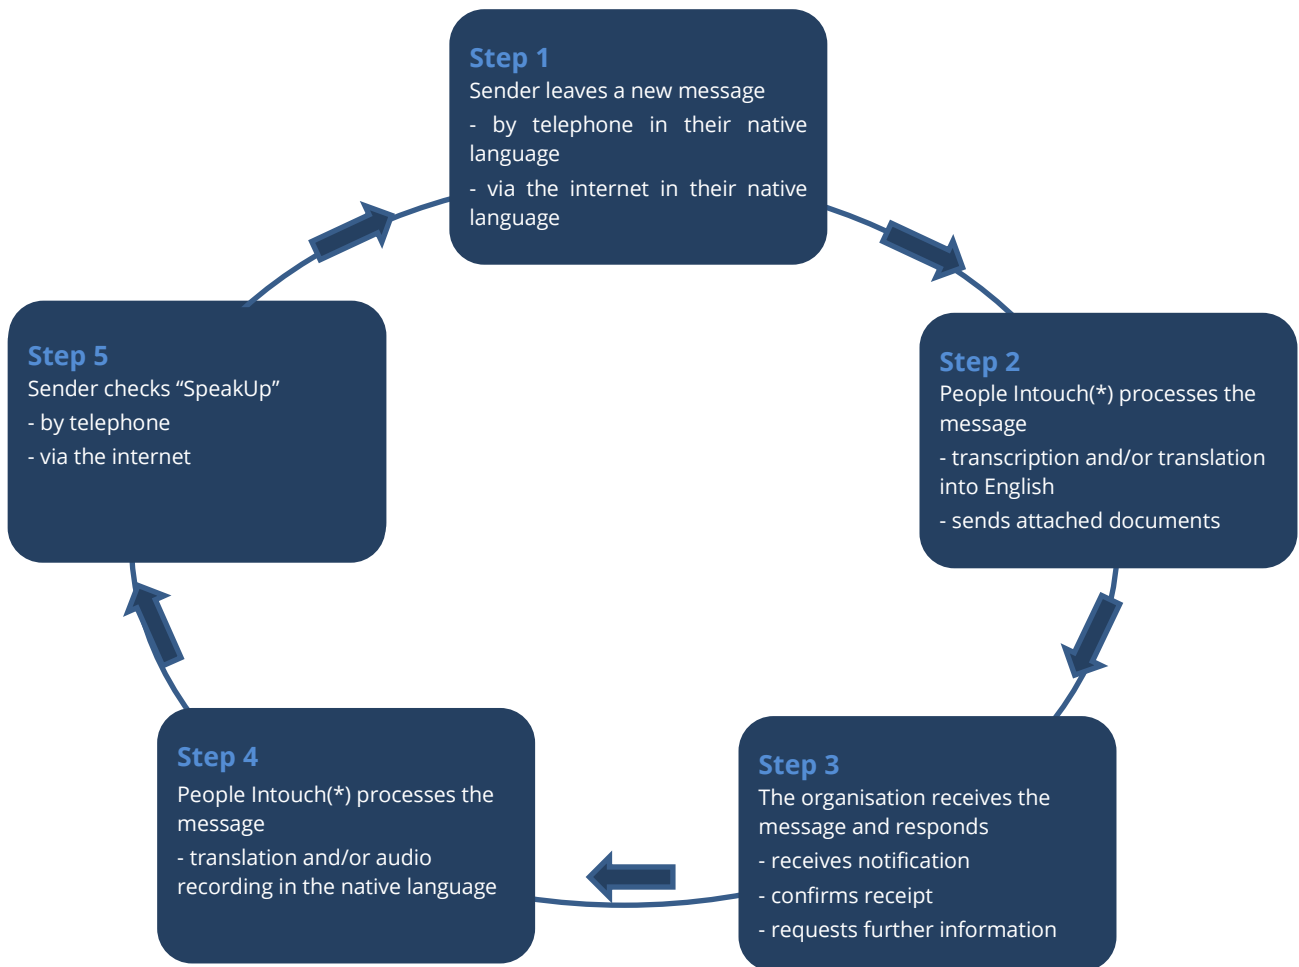 Step 1
Sender leaves a new message
- by telephone in their native
language
- via the internet in their native
language
Step 2
People Intouch(*) processes the
message
- transcription and/or translation
into English
- sends attached documents
Step 3
The organisation receives the
message and responds
- receives notification
- confirms receipt
- requests further information
Step 4
People Intouch(*) processes the
message
- translation and/or audio
recording in the native language
Step 5
Sender checks “SpeakUp”
- by telephone
- via the internet